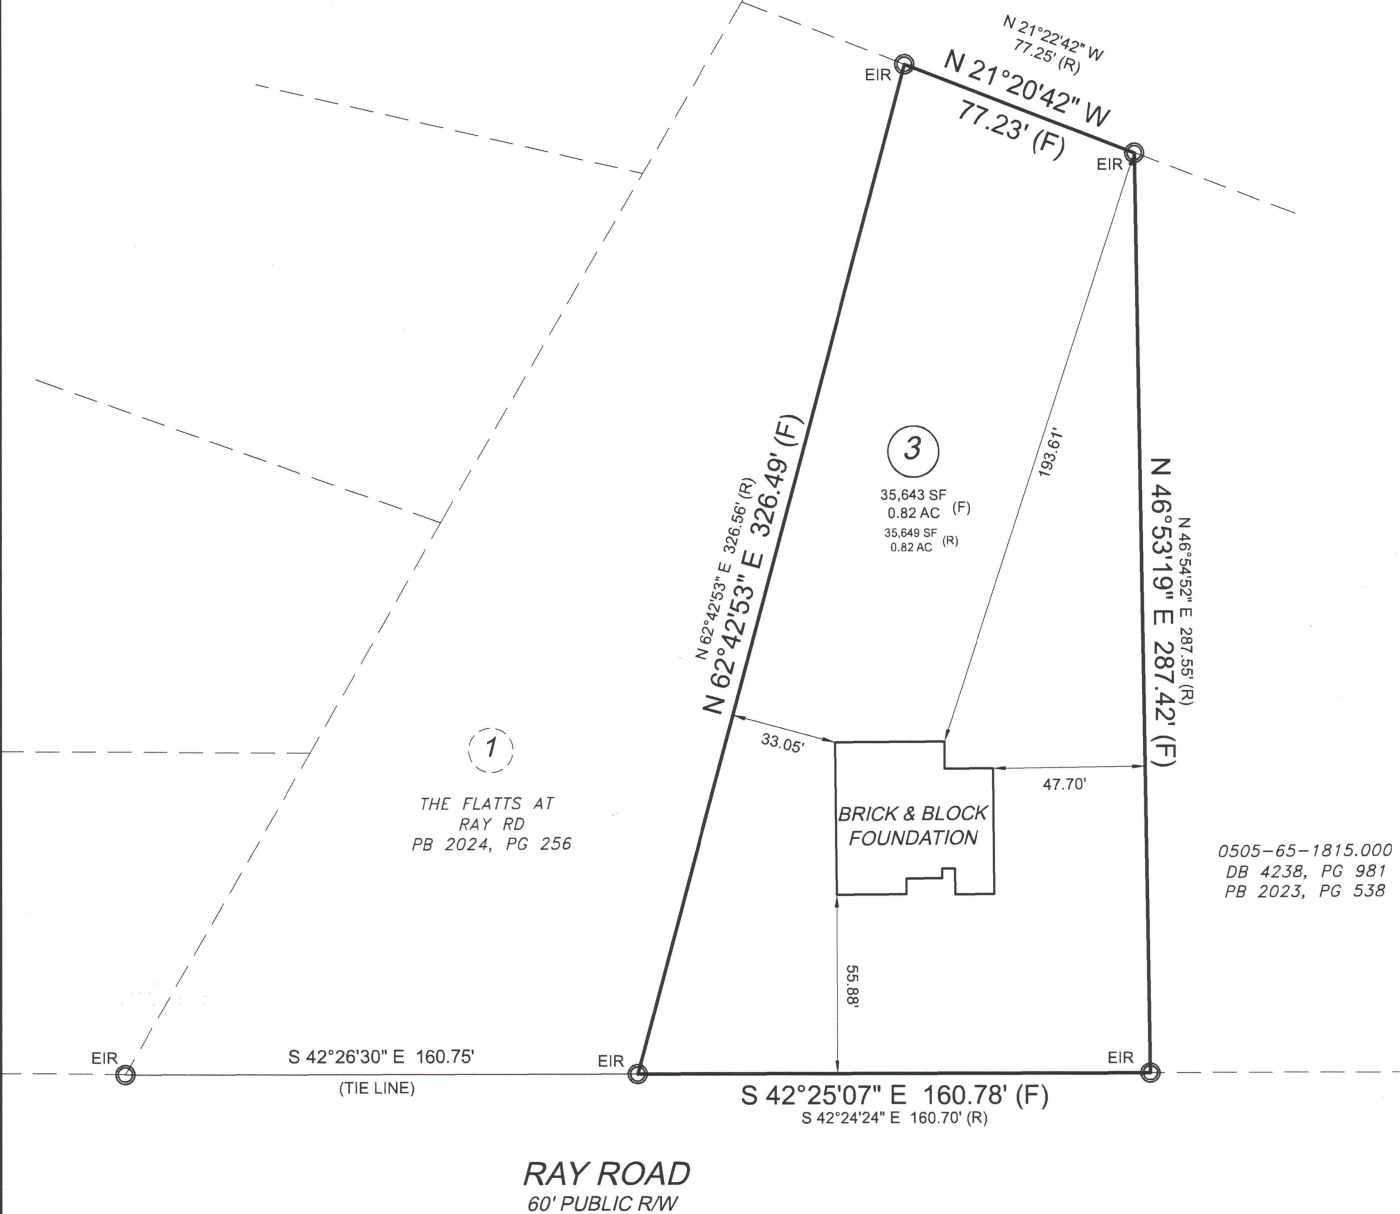 N 21°22'42" W
77.25' (R)
EIR
N 21°20'42" W
77.23' (F)
EIR
193.61'
3
35,643 SF
0.82 AC (F)
35,649 SF
0.82 AC (R)
N 62°42'53" E 326.56' (R)
N 62°42'53" E 326.49' (F)
N 46°53'19" E 287.42' (F)
N 46°54'52" E 287.55' (R)
33.05'
47.70'
1
THE FLATTS AT
RAY RD
PB 2024, PG 256
BRICK & BLOCK
FOUNDATION
0505-65-1815.000
DB 4238, PG 981
PB 2023, PG 538
55.88'
EIR
S 42°26'30" E 160.75'
(TIE LINE)
EIR
EIR
S 42°25'07" E 160.78' (F)
S 42°24'24" E 160.70' (R)
RAY ROAD
60' PUBLIC R/W